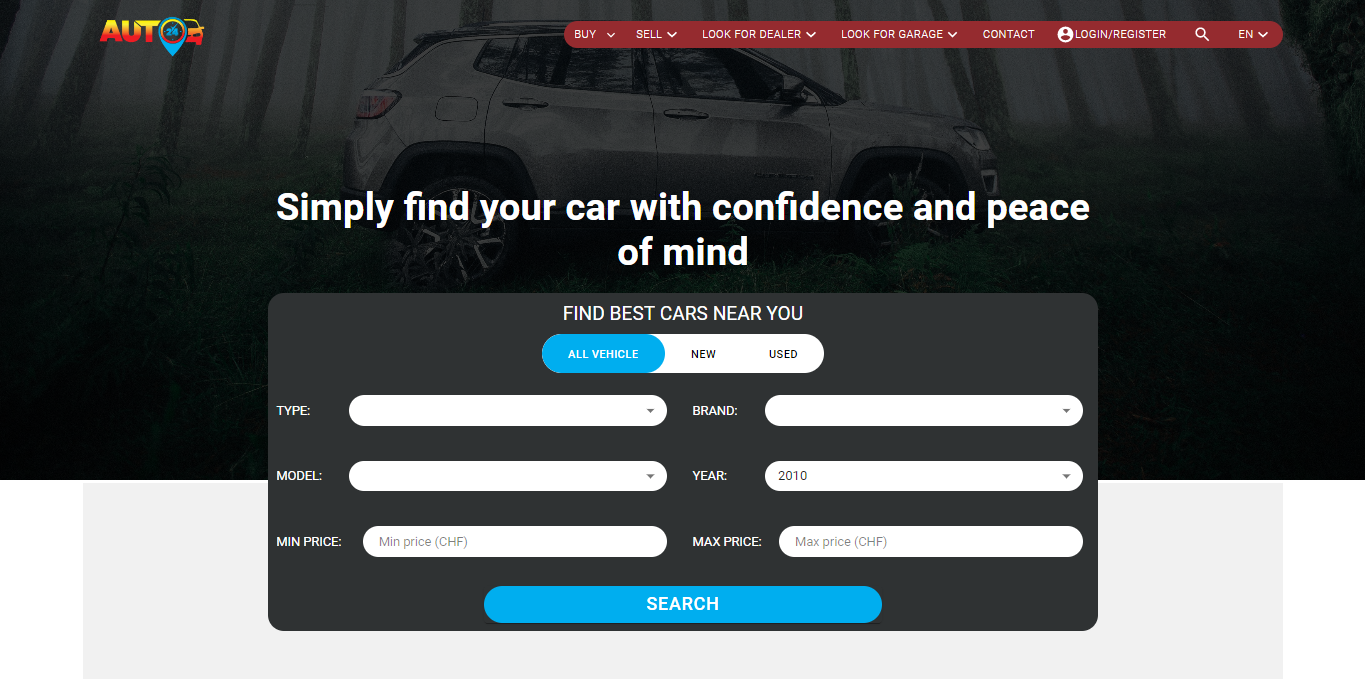 AUTO 24
BUY SELL LOOK FOR DEALER LOOK FOR GARAGE CONTACT LOGIN/REGISTER EN
Simply find your car with confidence and peace
of mind
FIND BEST CARS NEAR YOU
ALL VEHICLE NEW USED
TYPE: BRAND:
MODEL: YEAR: 2010
MIN PRICE: Min price (CHF) MAX PRICE: Max price (CHF)
SEARCH